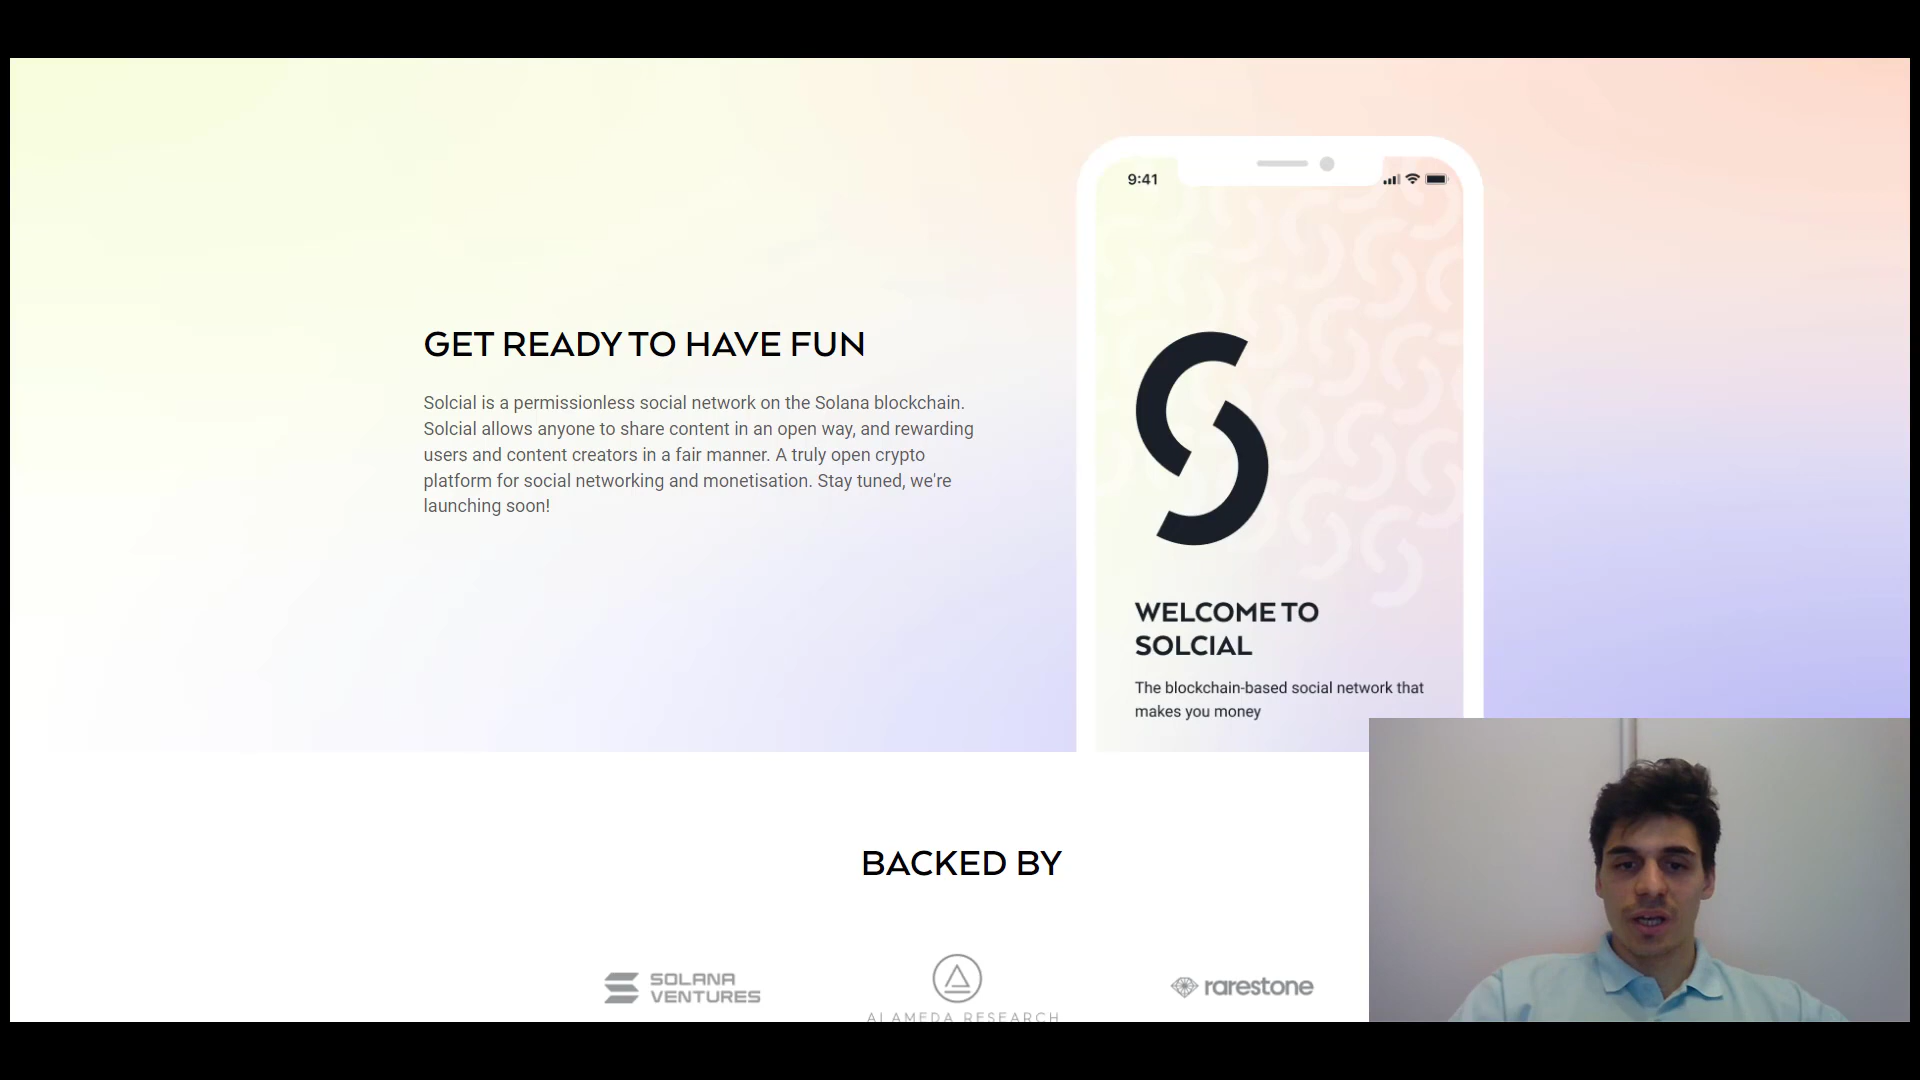 GET READY TO HAVE FUN
Solcial is a permissionless social network on the Solana blockchain.
Solcial allows anyone to share content in an open way, and rewarding
users and content creators in a fair manner. A truly open crypto
platform for social networking and monetisation. Stay tuned, we're
launching soon!
9:41
WELCOME TO
SOLCIAL
The blockchain-based social network that
makes you money
BACKED BY
SOLANA
VENTURES
ALAMEDA RESEARCH
rarestone